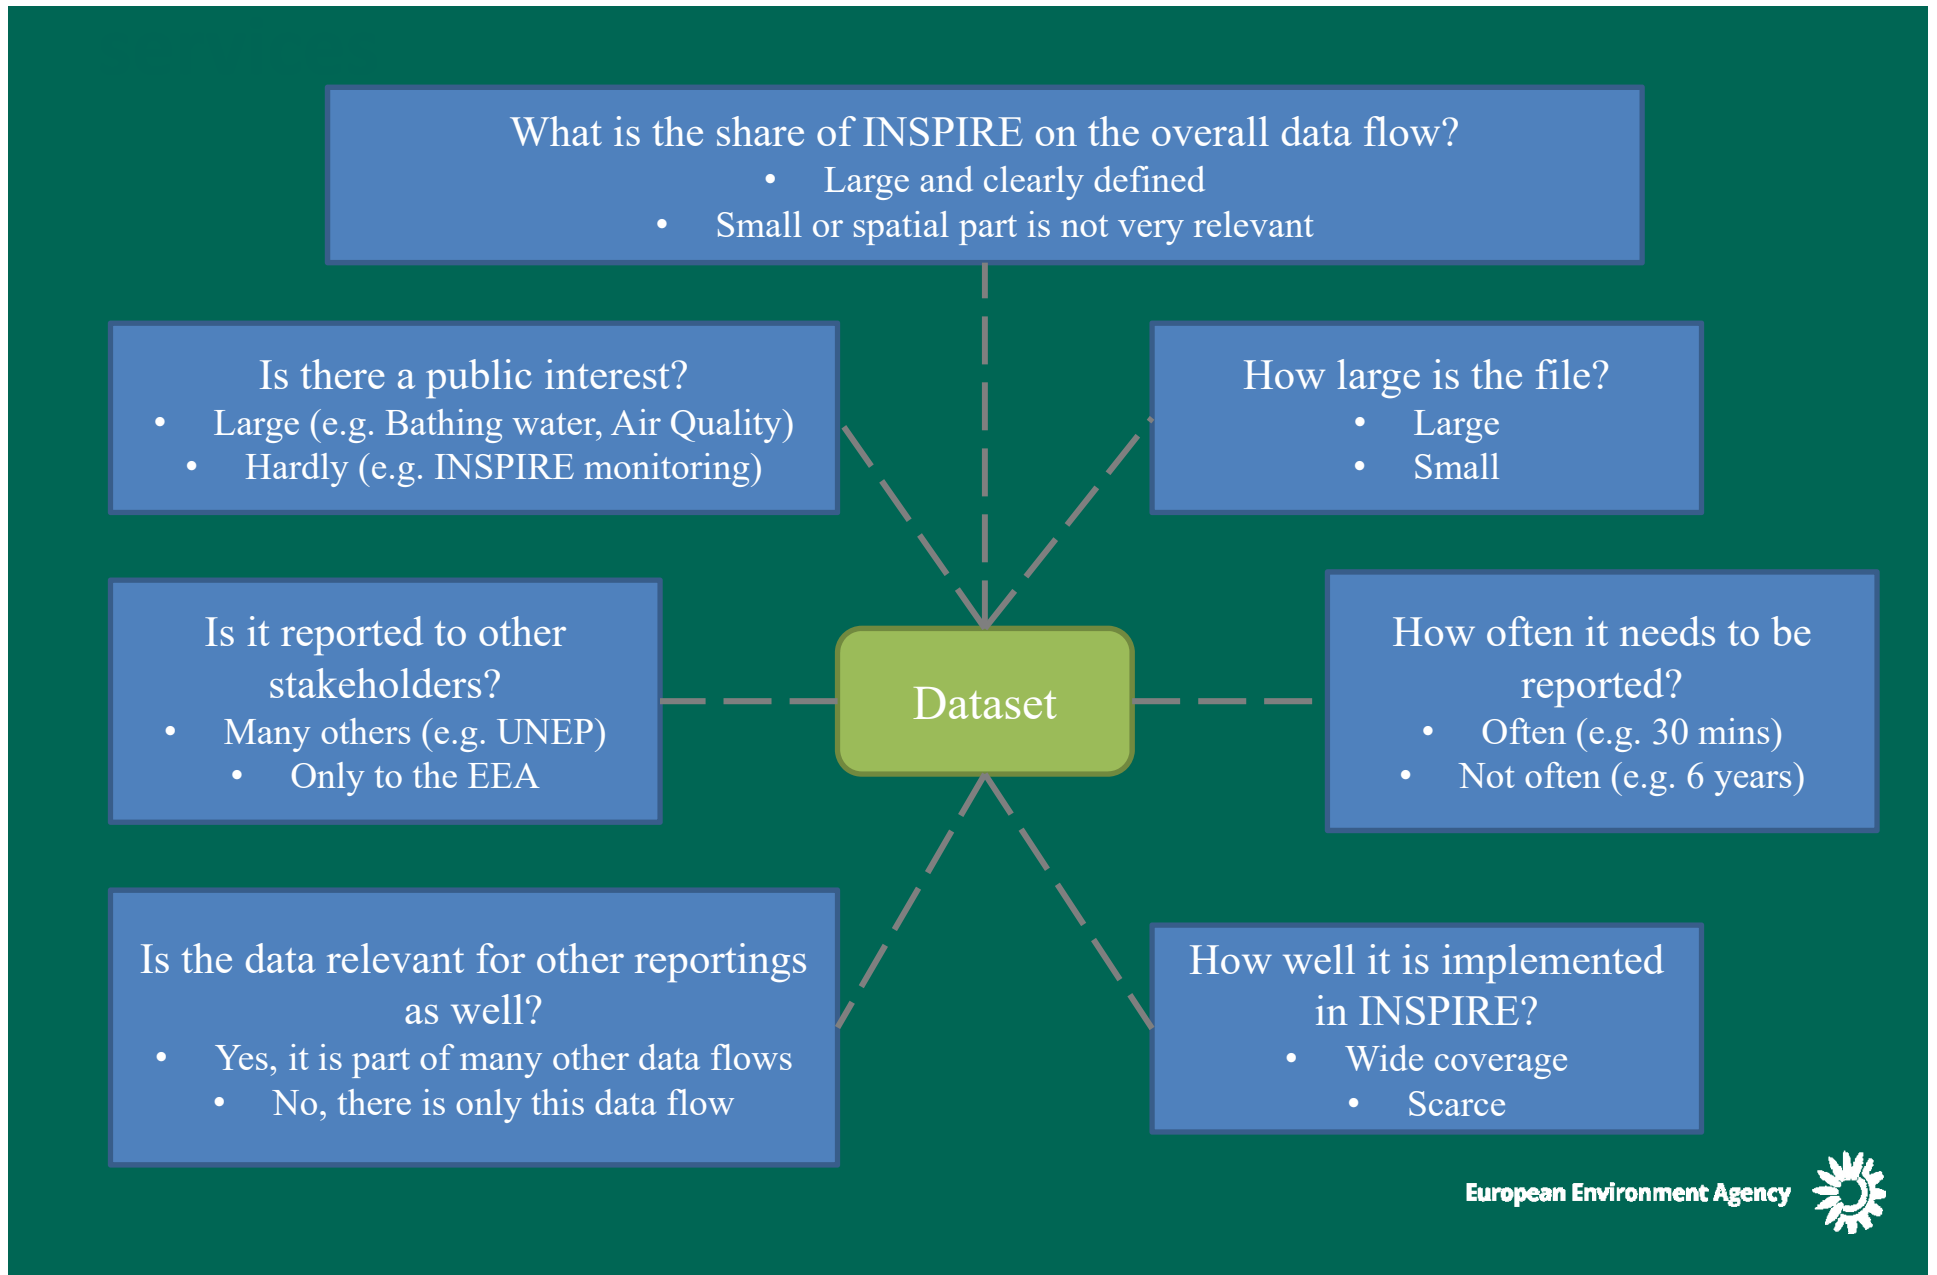 What is the share of INSPIRE on the overall data flow?
• Large and clearly defined
• Small or spatial part is not very relevant
Is there a public interest?
• Large (e.g. Bathing water, Air Quality)
• Hardly (e.g. INSPIRE monitoring)
How large is the file?
• Large
• Small
Is it reported to other
stakeholders?
• Many others (e.g. UNEP)
• Only to the EEA
Dataset
How often it needs to be
reported?
• Often (e.g. 30 mins)
• Not often (e.g. 6 years)
Is the data relevant for other reportings
as well?
• Yes, it is part of many other data flows
• No, there is only this data flow
How well it is implemented
in INSPIRE?
• Wide coverage
• Scarce
European Environment Agency